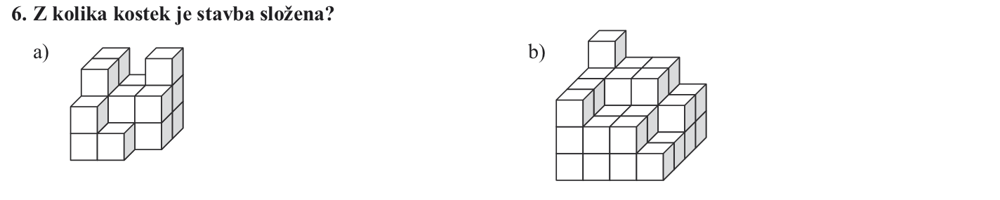 6. Z kolika kostek je stavba složena?
a)
b)